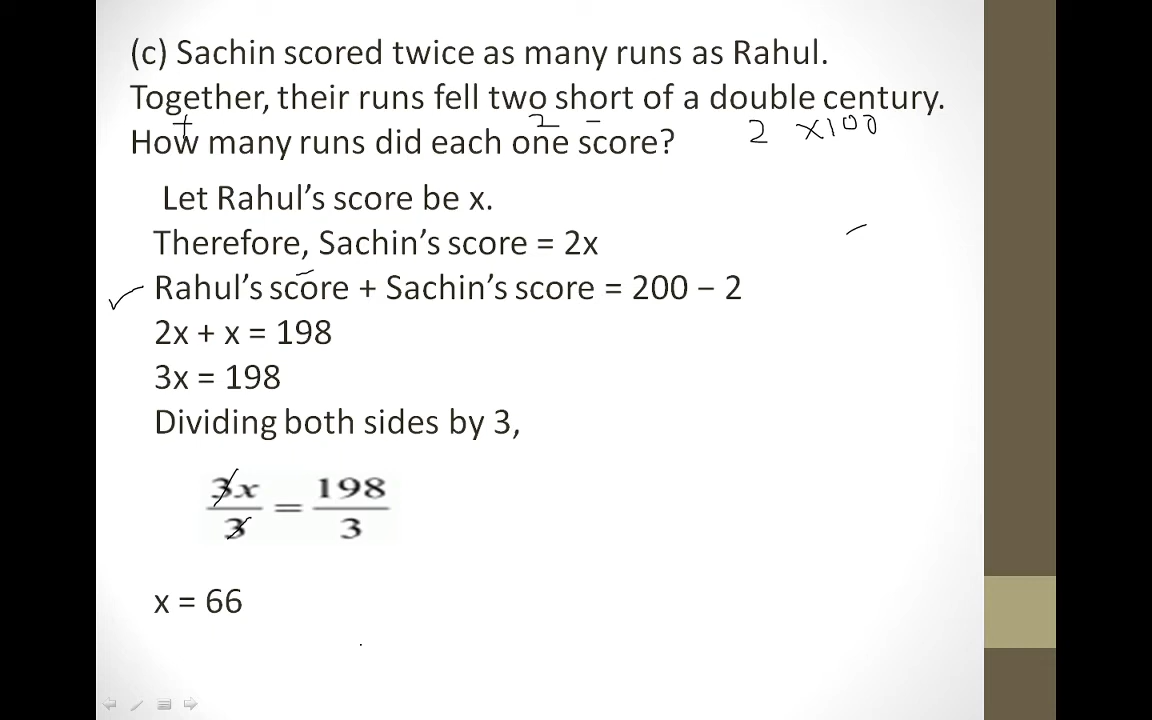 (c) Sachin scored twice as many runs as Rahul.
Together, their runs fell two short of a double century.
+ 2 − 2 ×100
How many runs did each one score?
Let Rahul’s score be x.
Therefore, Sachin’s score = 2x
Rahul’s score + Sachin’s score = 200 − 2
2x + x = 198
3x = 198
Dividing both sides by 3,
3x/3 = 198/3
x = 66